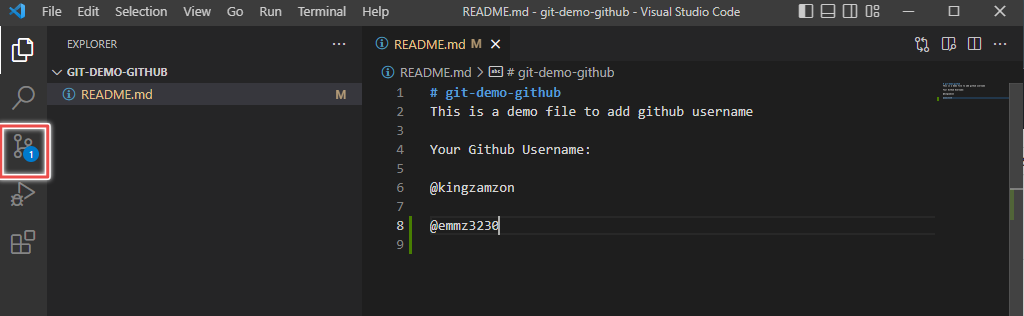 File Edit Selection View Go Run Terminal Help README.md - git-demo-github - Visual Studio Code
EXPLORER
GIT-DEMO-GITHUB
README.md M
1
README.md M
README.md > # git-demo-github
1 # git-demo-github
2 This is a demo file to add github username
3
4 Your Github Username:
5
6 @kingzamzon
7
8 @emmz3230
9